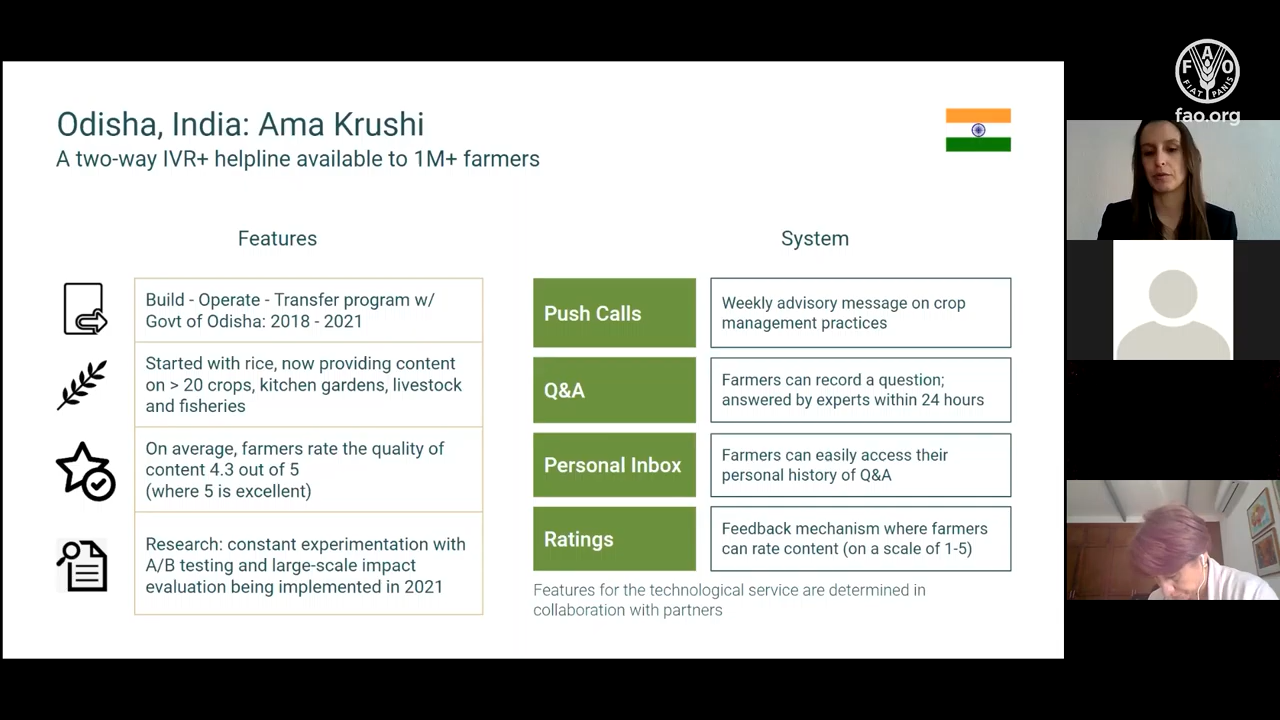 Odisha, India: Ama Krushi
A two-way IVR+ helpline available to 1M+ farmers
Features
Build - Operate - Transfer program w/
Govt of Odisha: 2018 - 2021
Started with rice, now providing content
on > 20 crops, kitchen gardens, livestock
and fisheries
On average, farmers rate the quality of
content 4.3 out of 5
(where 5 is excellent)
Research: constant experimentation with
A/B testing and large-scale impact
evaluation being implemented in 2021
System
Push Calls
Weekly advisory message on crop
management practices
Q&A
Farmers can record a question;
answered by experts within 24 hours
Personal Inbox
Farmers can easily access their
personal history of Q&A
Ratings
Feedback mechanism where farmers
can rate content (on a scale of 1-5)
Features for the technological service are determined in
collaboration with partners
F A O
FIAT PANIS
fao.org